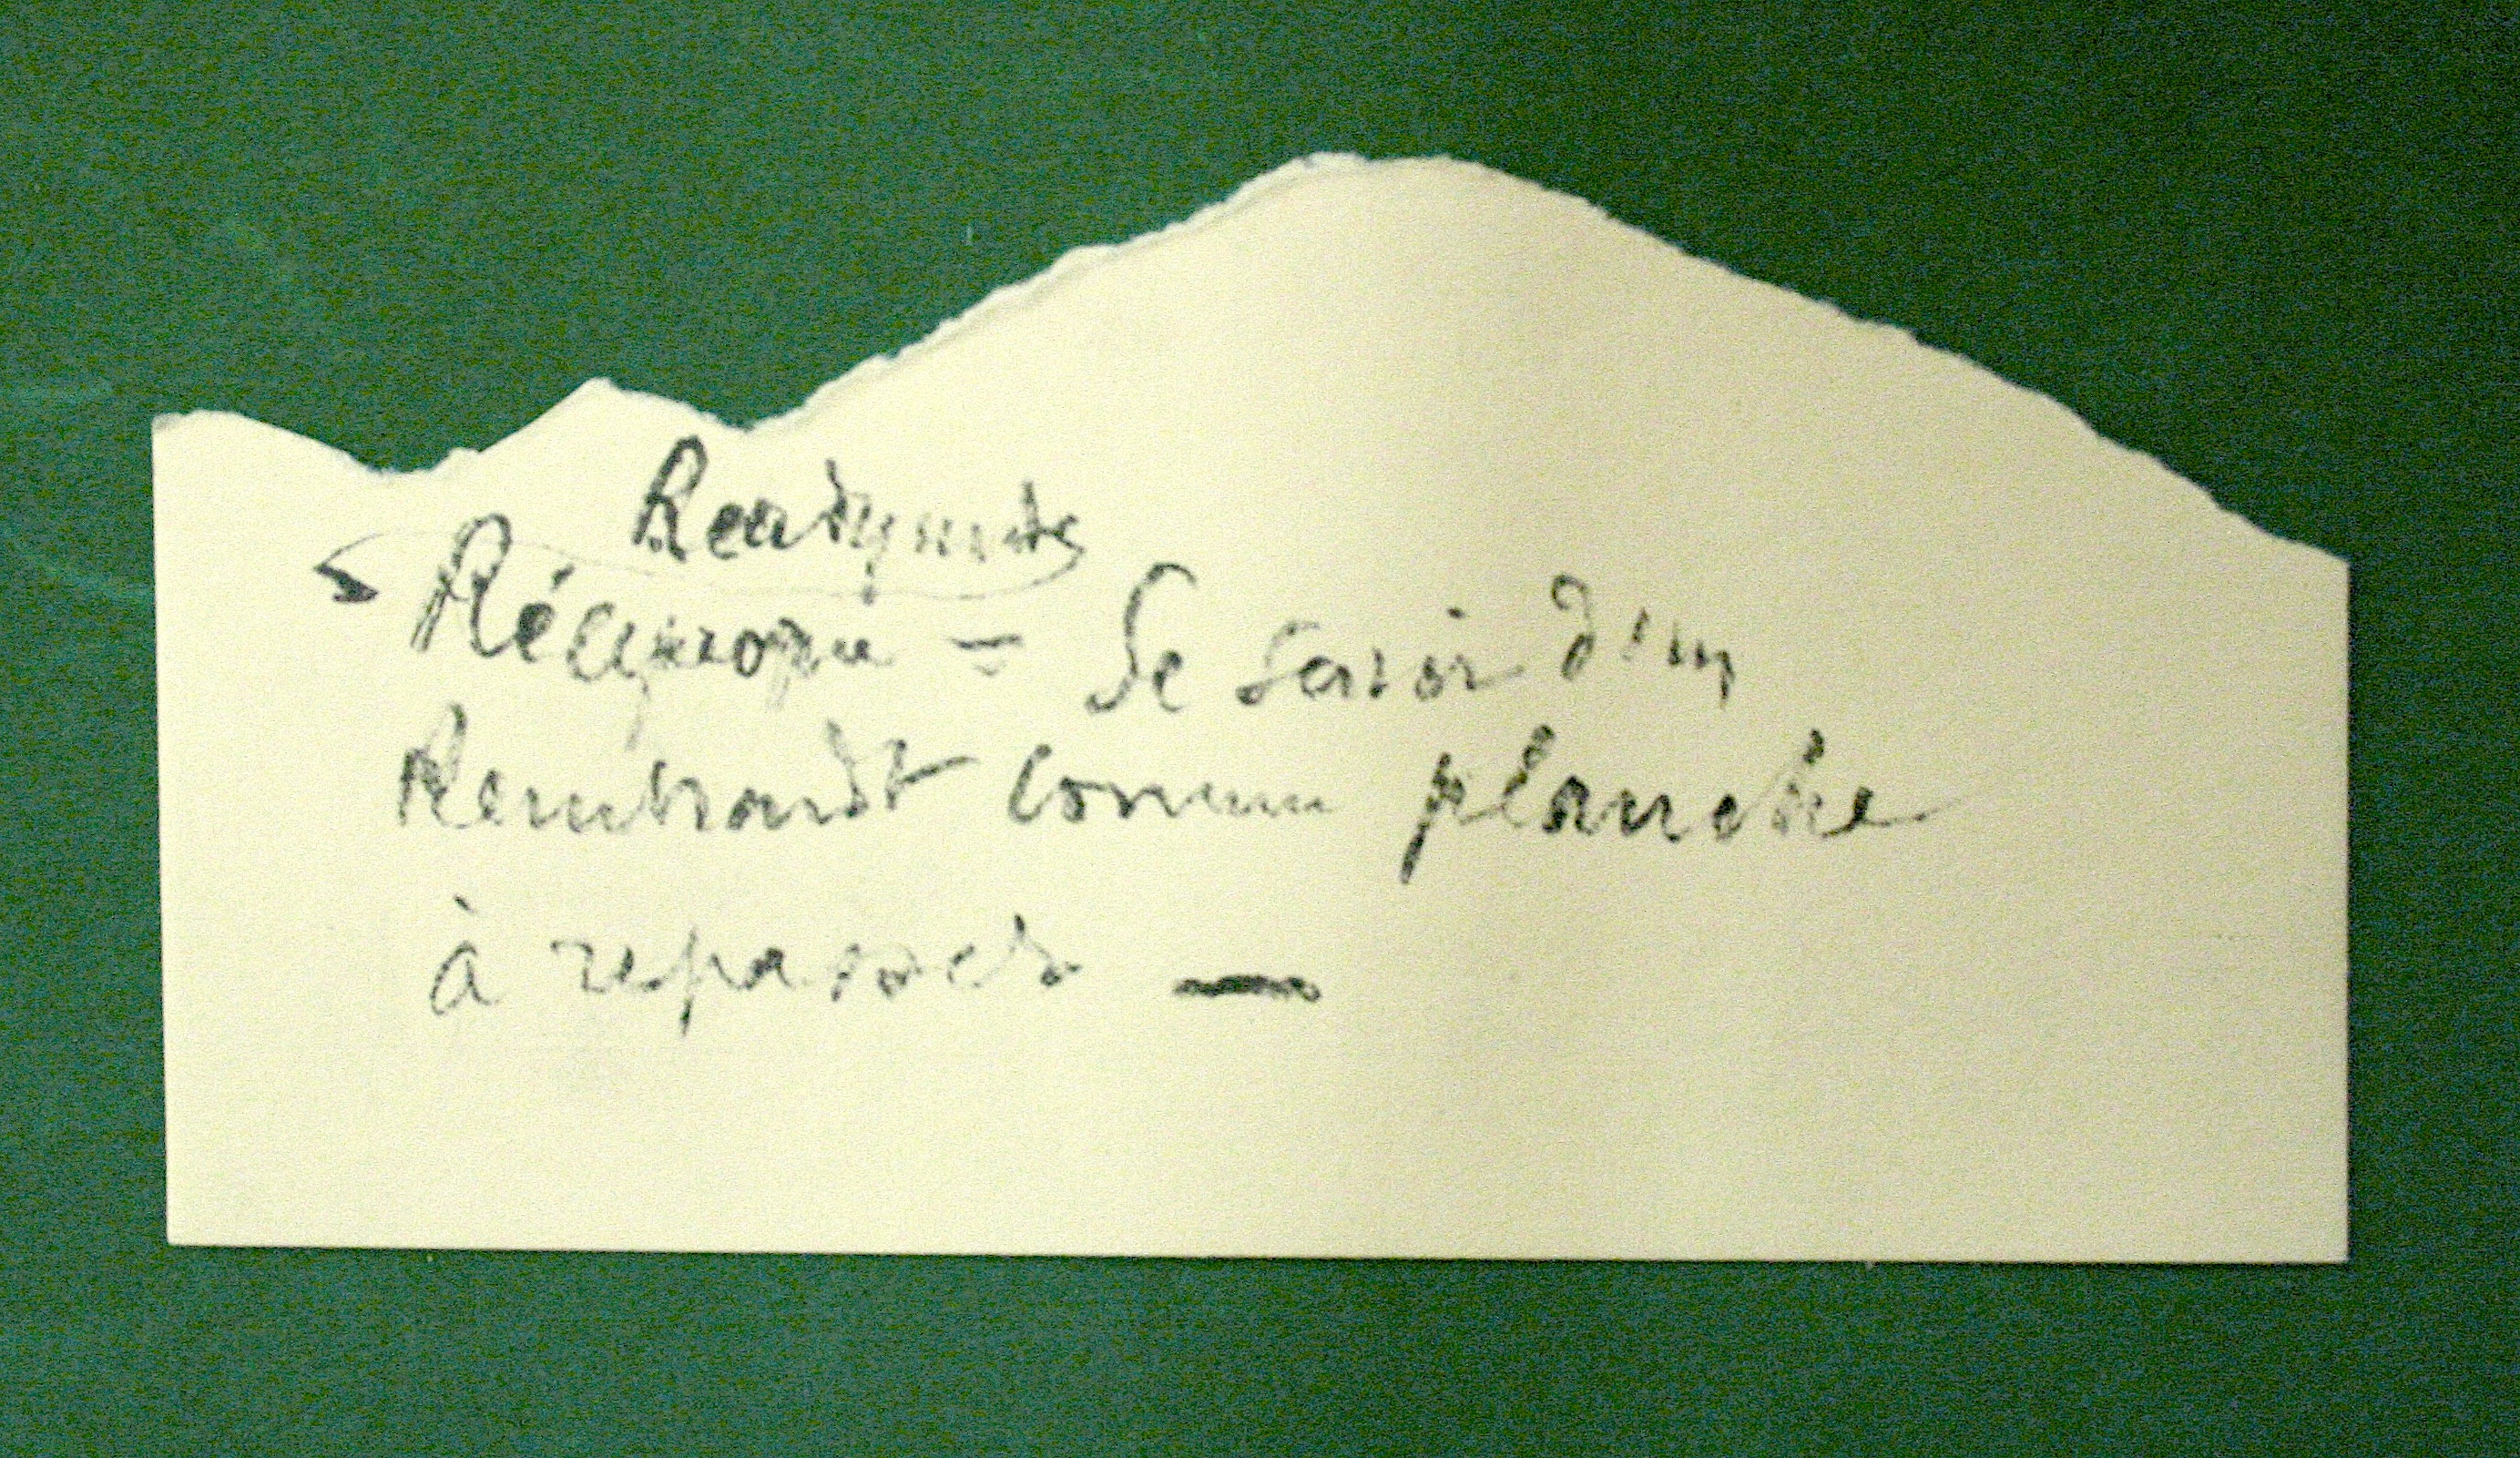 Readymade
Réciproque = Se servir d'un
Rembrandt comme planche
à repasser —